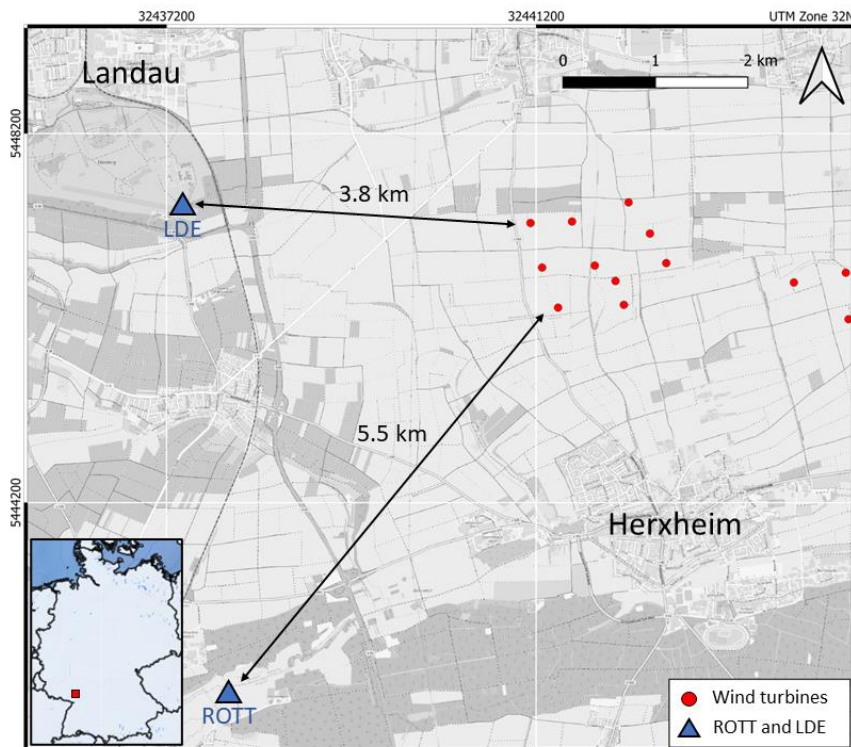 32437200
32441200
UTM Zone 32N
Landau
0
1
2 km
5448200
3.8 km
LDE
5.5 km
5444200
Herxheim
ROTT
Wind turbines
ROTT and LDE